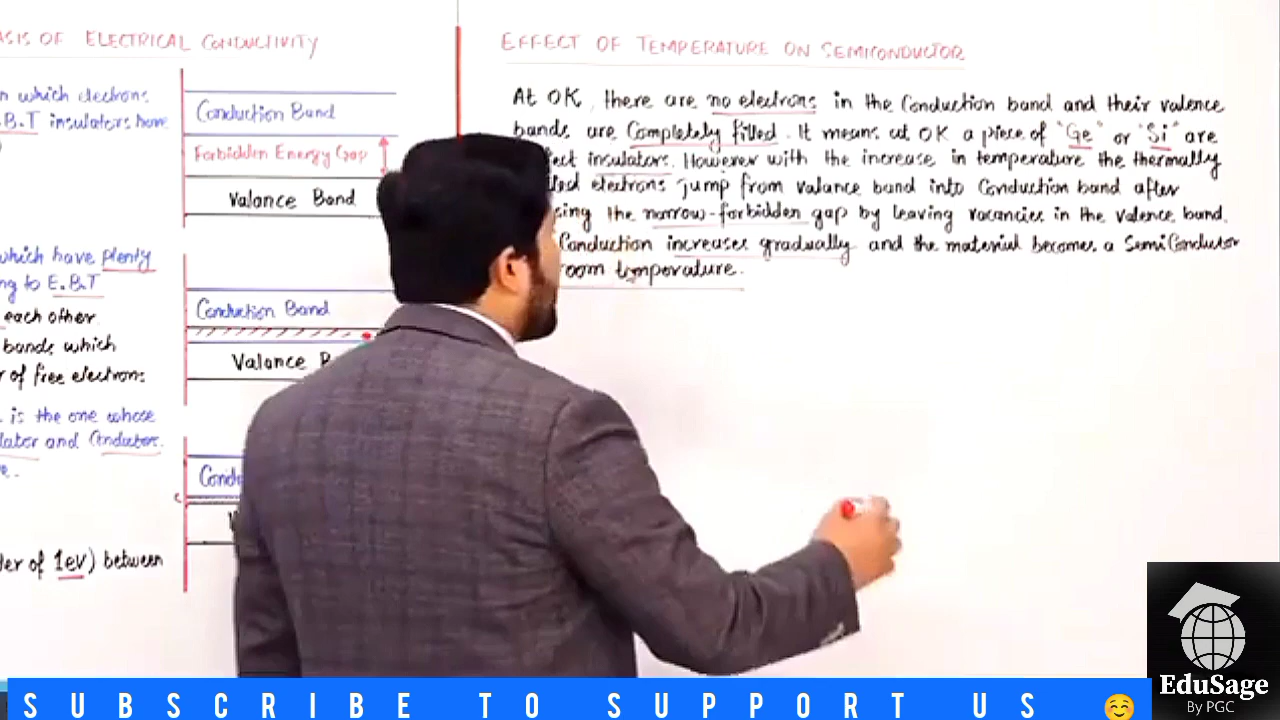 ASIS OF ELECTRICAL CONDUCTIVITY
n which electrons
.B.T insulators have
Conduction Band
Forbidden Energy Gap
Valance Band
which have plenty
ng to E.B.T
each other
bands which
r of free electrons
Conduction Band
Valance B
is the one whose
lator and Conductors.
e.
Condu
V
der of 1ev) between
EFFECT OF TEMPERATURE ON SEMICONDUCTOR
At OK, there are no electrons in the Conduction band and their valence
bands are Completely filled. It means at OK a piece of "Ge" or "Si" are
fect insulators. However with the increase in temperature the thermally
ed electrons jump from valance band into Conduction band after
sing the narrow-forbidden gap by leaving vacancies in the valence band.
Conduction increases gradually and the material becomes a SemiConductor
room temperature.
EduSage
By PGC
SUBSCRIBE TO SUPPORT US